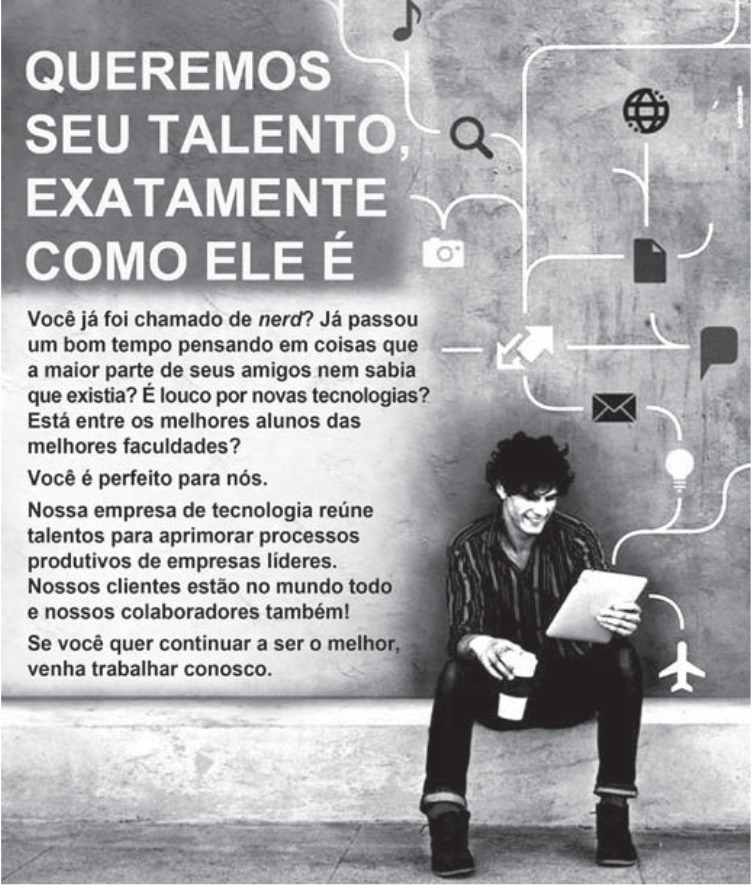 QUEREMOS
SEU TALENTO,
EXATAMENTE
COMO ELE É
Você já foi chamado de nerd? Já passou
um bom tempo pensando em coisas que
a maior parte de seus amigos nem sabia
que existia? É louco por novas tecnologias?
Está entre os melhores alunos das
melhores faculdades?
Você é perfeito para nós.
Nossa empresa de tecnologia reúne
talentos para aprimorar processos
produtivos de empresas líderes.
Nossos clientes estão no mundo todo
e nossos colaboradores também!
Se você quer continuar a ser o melhor,
venha trabalhar conosco.